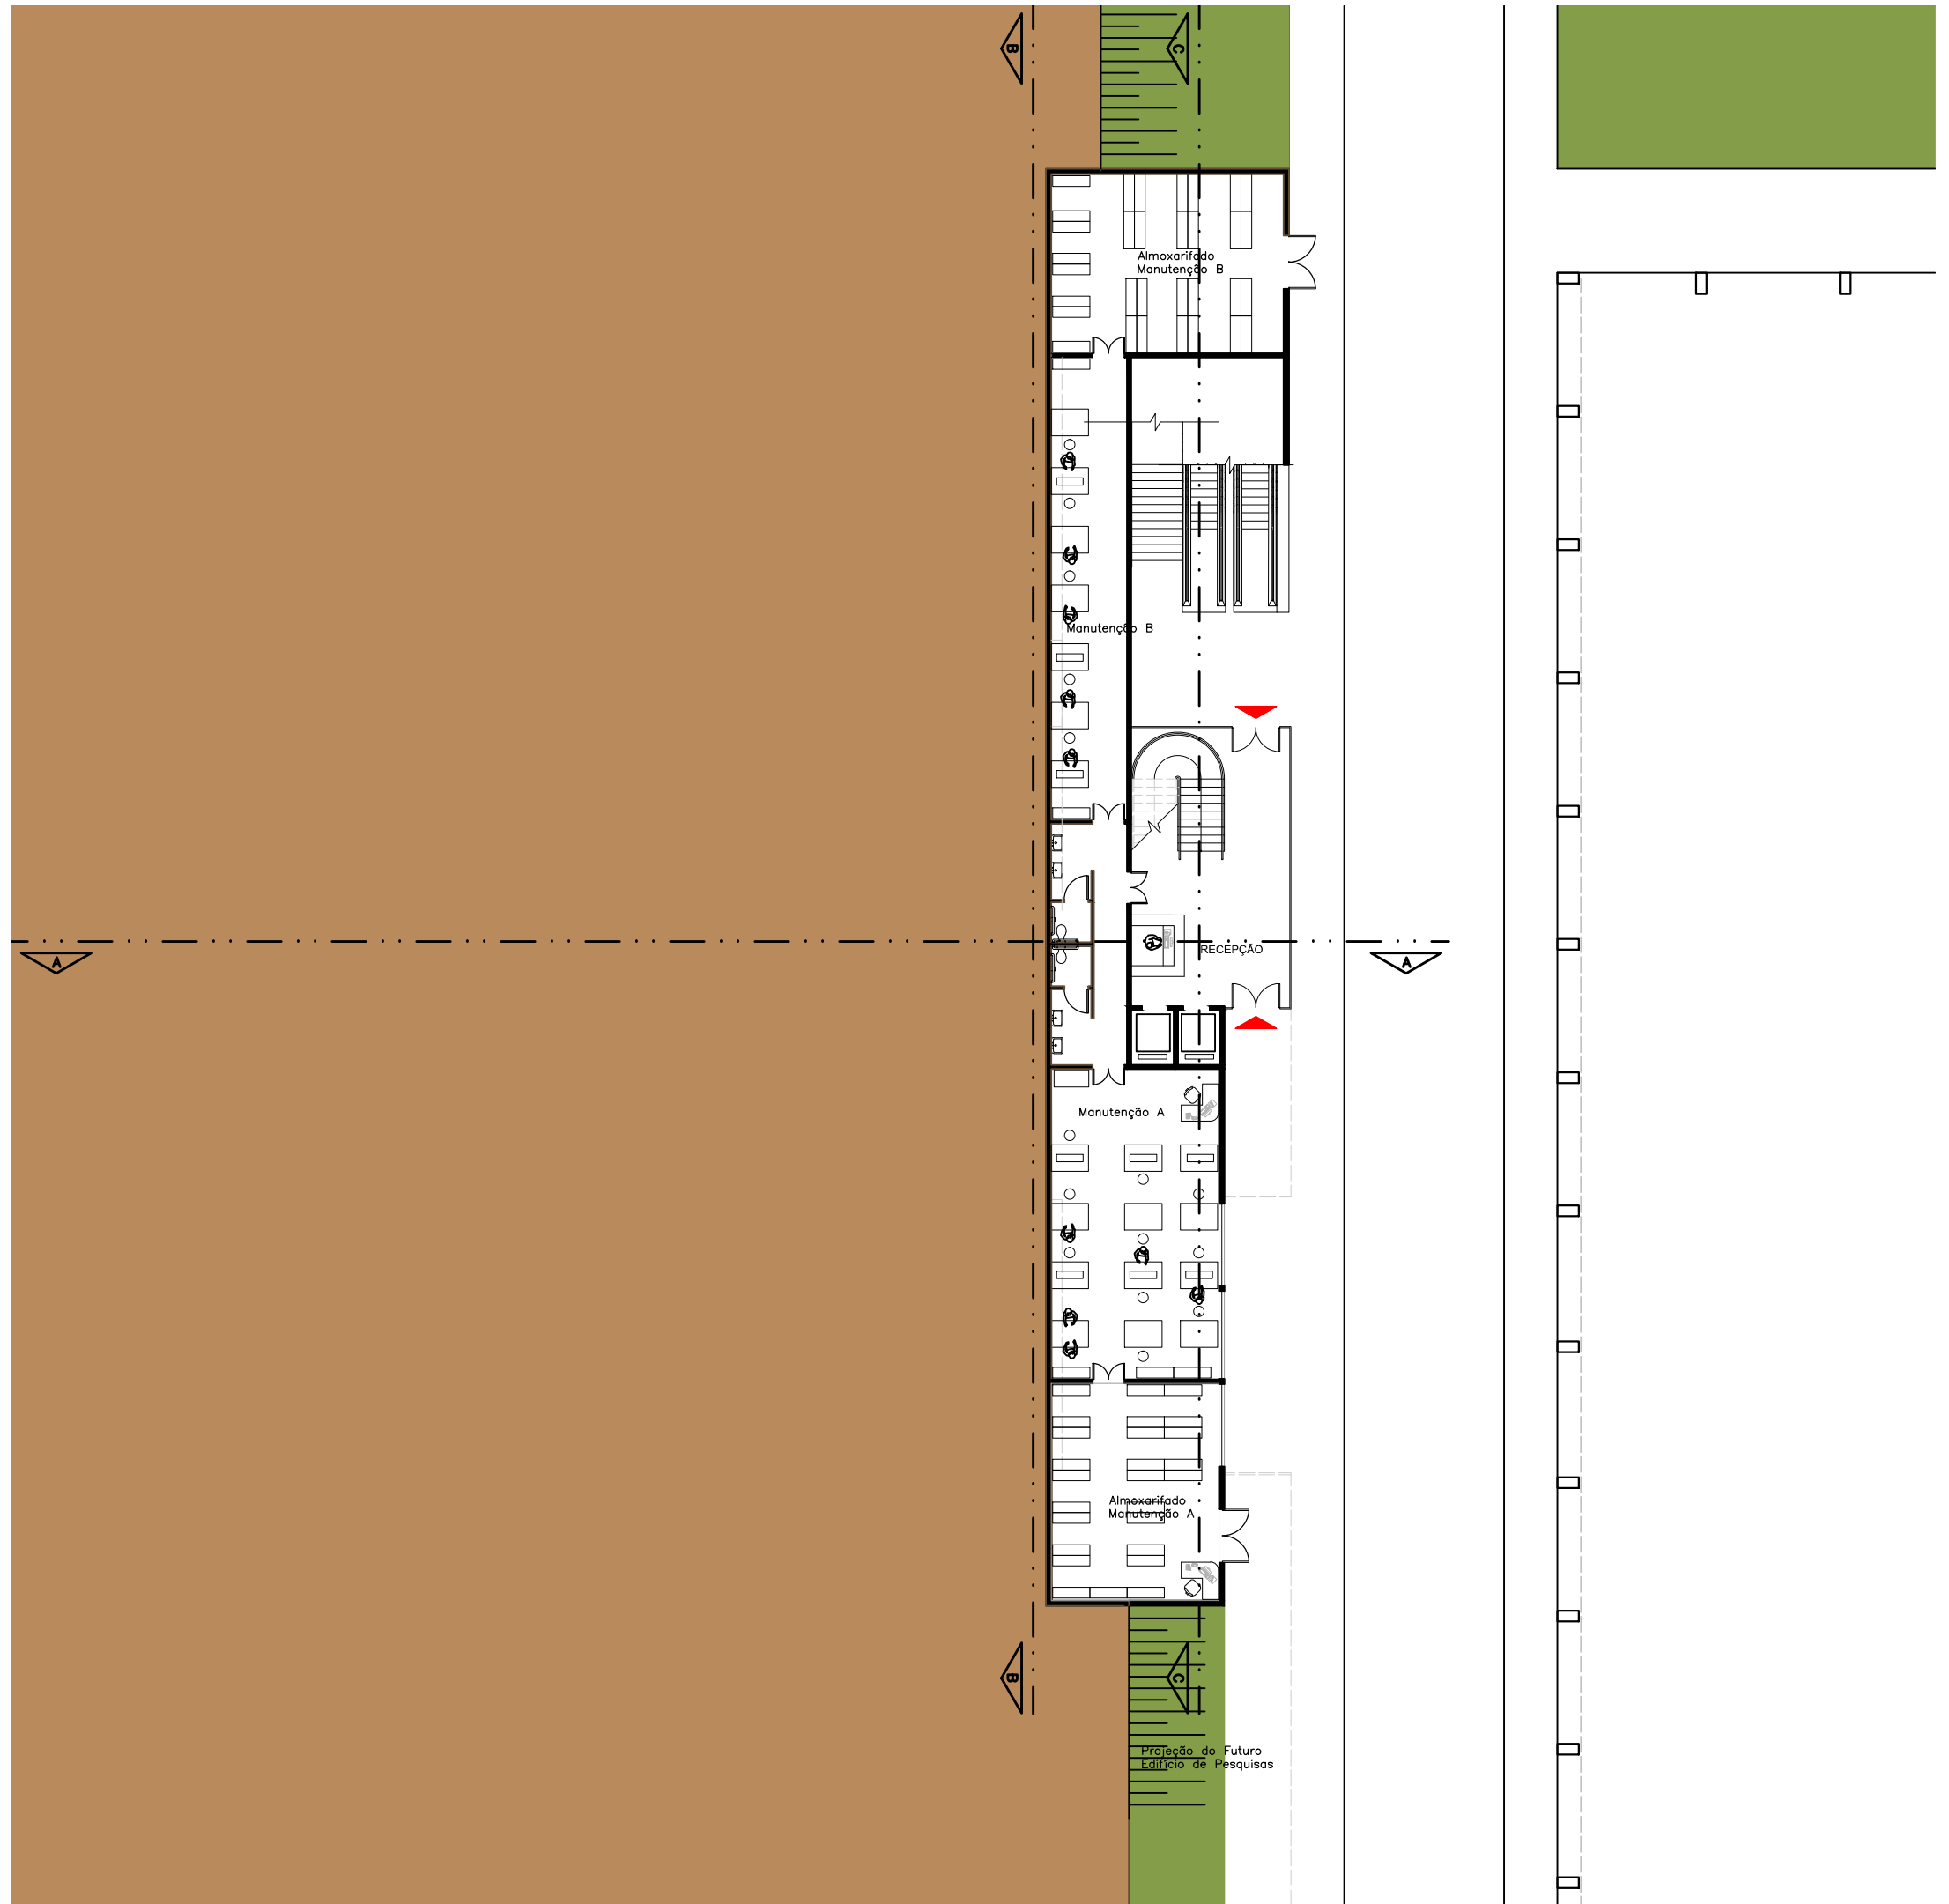 B
C
Almoxarifado
Manutenção B
Manutenção B
RECEPÇÃO
A
A
Manutenção A
Almoxarifado
Manutenção A
B
C
Projeção do Futuro
Edifício de Pesquisas